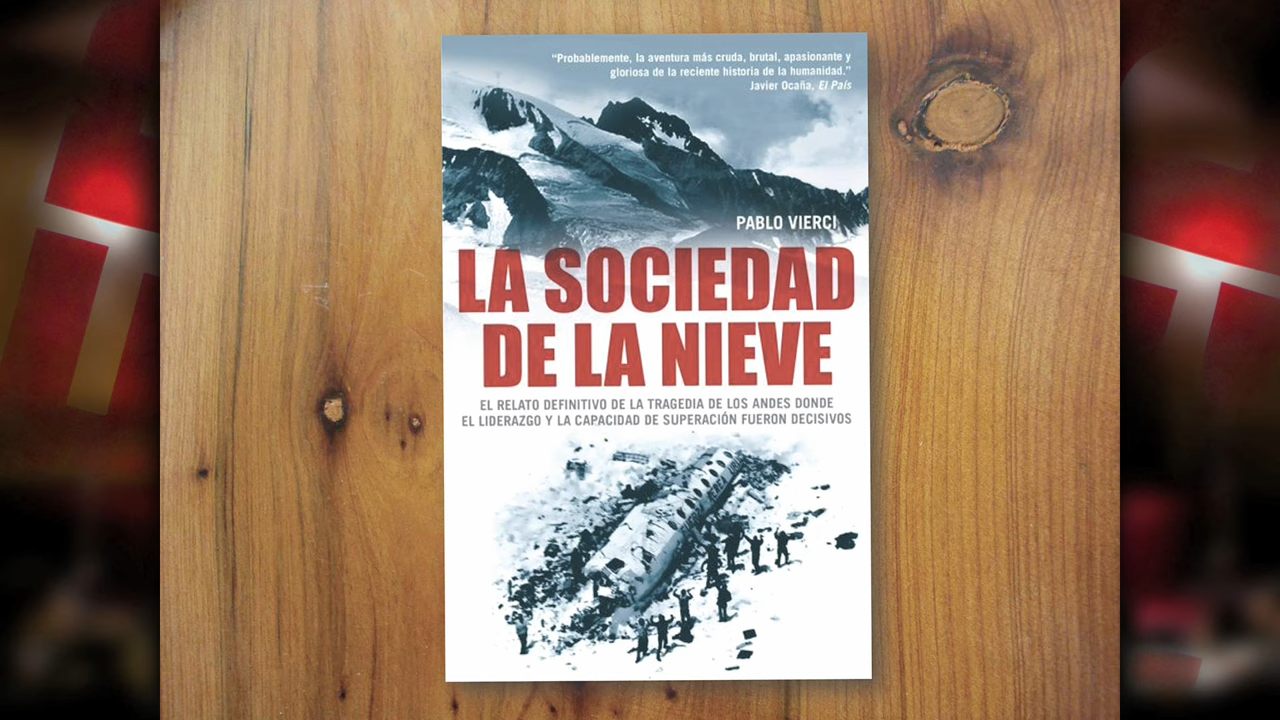 “Probablemente, la aventura más cruda, brutal, apasionante y
gloriosa de la reciente historia de la humanidad.”
Javier Ocaña, El País
PABLO VIERCI
LA SOCIEDAD
DE LA NIEVE
EL RELATO DEFINITIVO DE LA TRAGEDIA DE LOS ANDES DONDE
EL LIDERAZGO Y LA CAPACIDAD DE SUPERACIÓN FUERON DECISIVOS